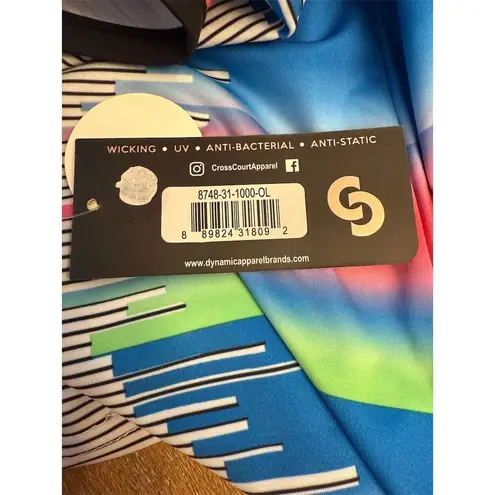 WICKING • UV • ANTI-BACTERIAL • ANTI-STATIC
CrossCourtApparel
8748-31-1000-OL
8 89824 31809 2
www.dynamicapparelbrands.com